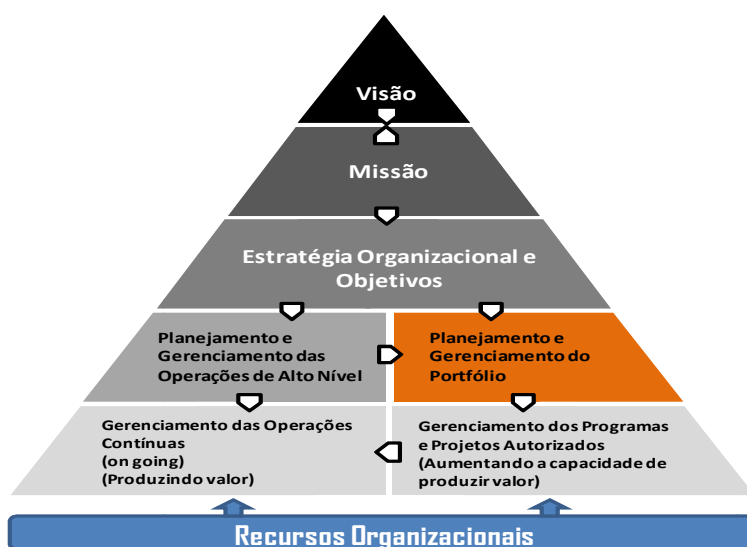 Visão
Missão
Estratégia Organizacional e
Objetivos
Planejamento e
Gerenciamento das
Operações de Alto Nível
Planejamento e
Gerenciamento do
Portfólio
Gerenciamento das Operações
Contínuas
(on going)
(Produzindo valor)
Gerenciamento dos Programas
e Projetos Autorizados
(Aumentando a capacidade de
produzir valor)
Recursos Organizacionais